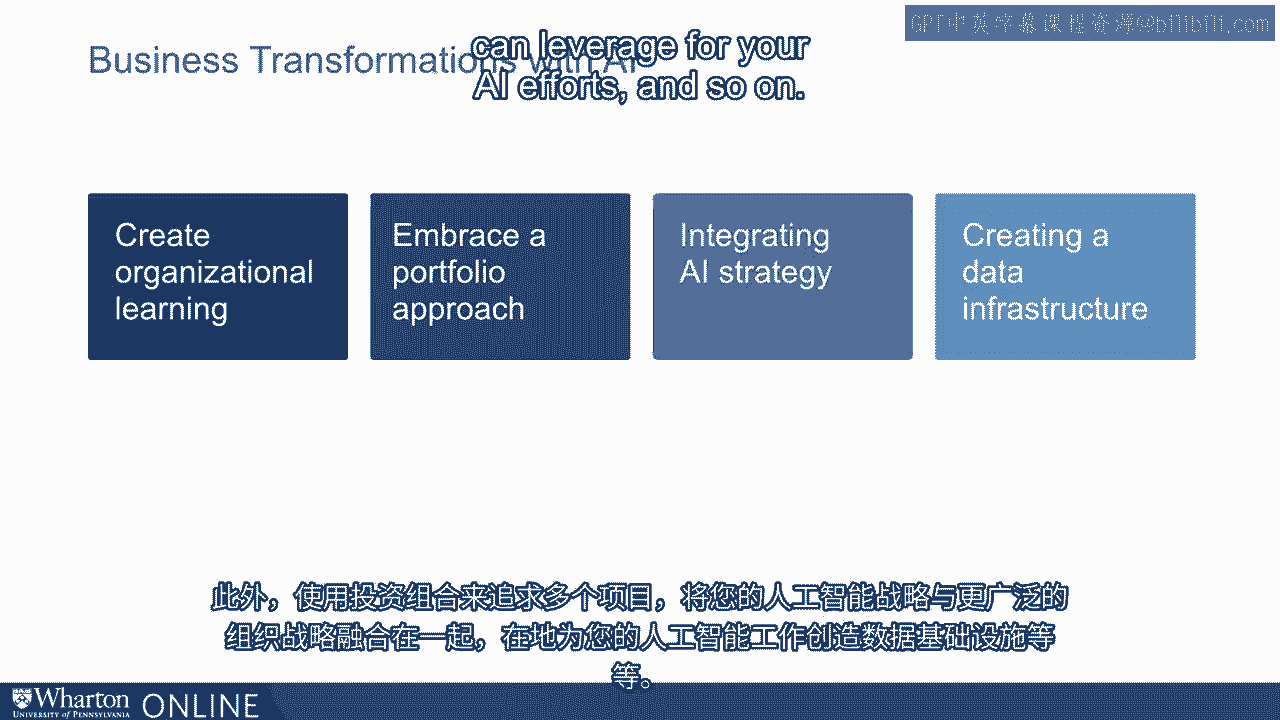 GPT中英字幕课程资源@bilibili.com
can leverage for your
Business Transformations with AI
AI efforts, and so on.
Create
organizational
learning
Embrace a
portfolio
approach
Integrating
AI strategy
Creating a
data
infrastructure
此外，使用投资组合来追求多个项目，将您的人工智能战略与更广泛的
组织战略融合在一起，在地为您的人工智能工作创造数据基础设施等
等。
Wharton
UNIVERSITY of PENNSYLVANIA
ONLINE